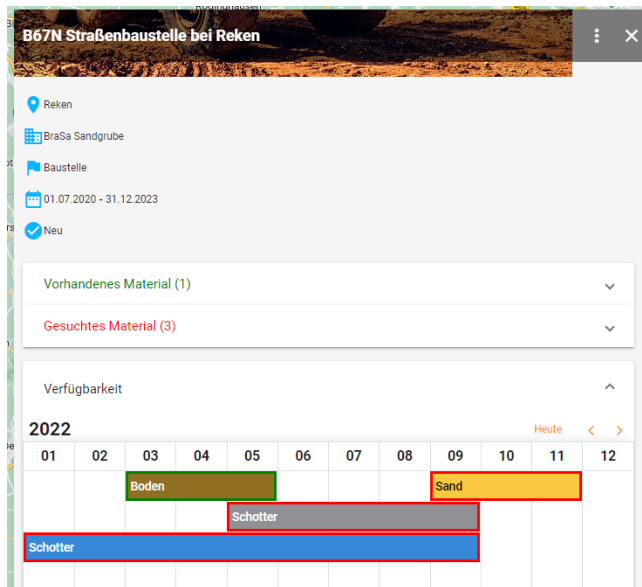 B67N Straßenbaustelle bei Reken
Reken
BraSa Sandgrube
Baustelle
01.07.2020 - 31.12.2023
Neu
Vorhandenes Material (1)
Gesuchtes Material (3)
Verfügbarkeit
2022
Heute
01 02 03 04 05 06 07 08 09 10 11 12
Boden Sand
Schotter
Schotter